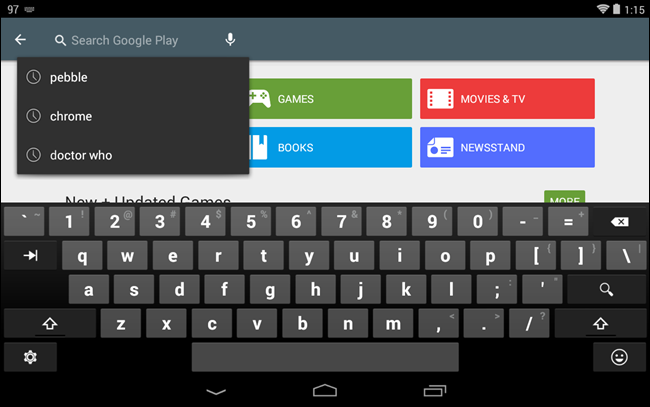 97 1:15
Search Google Play
pebble
chrome
doctor who
GAMES
MOVIES & TV
BOOKS
NEWSSTAND
New + Updated Games
MORE
` ~ 1 ! 2 @ 3 # 4 $ 5 % 6 ^ 7 & 8 * 9 ( 0 ) - _ = +
q w e r t y u i o p [ { ] } \ |
a s d f g h j k l ; : ' "
z x c v b n m , < . > / ?